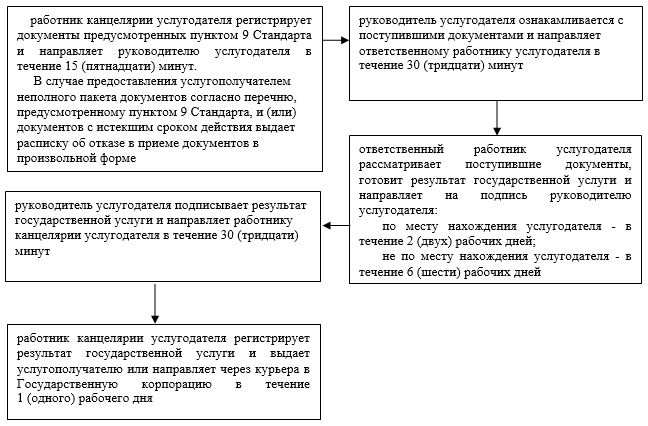 работник канцелярии услугодателя регистрирует
документы предусмотренных пунктом 9 Стандарта
и направляет руководителю услугодателя в
течение 15 (пятнадцати) минут.
В случае предоставления услугополучателем
неполного пакета документов согласно перечню,
предусмотренному пунктом 9 Стандарта, и (или)
документов с истекшим сроком действия выдает
расписку об отказе в приеме документов в
произвольной форме
руководитель услугодателя ознакамливается с
поступившими документами и направляет
ответственному работнику услугодателя в
течение 30 (тридцати) минут
ответственный работник услугодателя
рассматривает поступившие документы,
готовит результат государственной услуги и
направляет на подпись руководителю
услугодателя:
по месту нахождения услугодателя - в
течение 2 (двух) рабочих дней;
не по месту нахождения услугодателя - в
течение 6 (шести) рабочих дней
руководитель услугодателя подписывает результат
государственной услуги и направляет работнику
канцелярии услугодателя в течение 30 (тридцати)
минут
работник канцелярии услугодателя регистрирует
результат государственной услуги и выдает
услугополучателю или направляет через курьера в
Государственную корпорацию в течение
1 (одного) рабочего дня